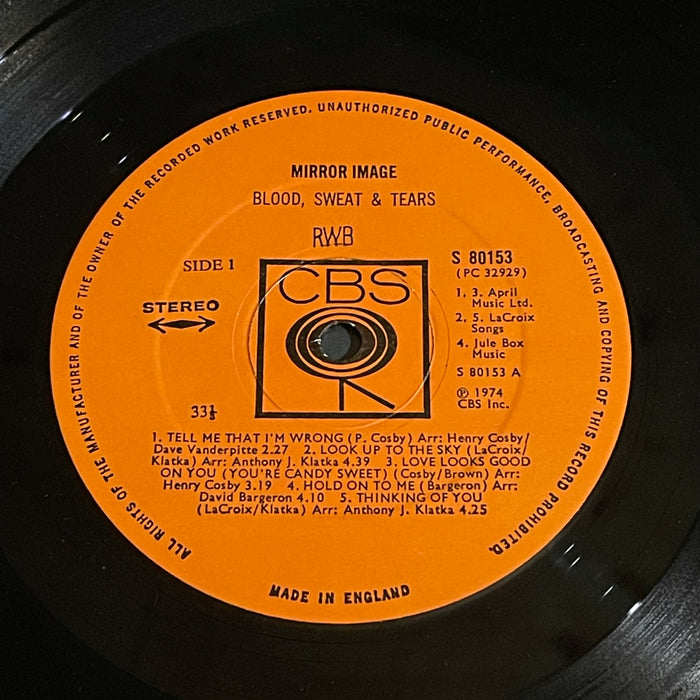 ALL RIGHTS OF THE MANUFACTURER AND OF THE OWNER OF THE RECORDED WORK RESERVED. UNAUTHORIZED PUBLIC PERFORMANCE, BROADCASTING AND COPYING OF THIS RECORD PROHIBITED.
MIRROR IMAGE
BLOOD, SWEAT & TEARS
RWB
SIDE 1
STEREO
33⅓
CBS
S 80153
(PC 32929)
1, 3. April
Music Ltd.
2, 5. LaCroix
Songs
4. Jule Box
Music
S 80153 A
℗ 1974
CBS Inc.
1. TELL ME THAT I'M WRONG (P. Cosby) Arr: Henry Cosby/
Dave Vanderpitte 2.27 2. LOOK UP TO THE SKY (LaCroix/
Klatka) Arr: Anthony J. Klatka 4.39 3. LOVE LOOKS GOOD
ON YOU (YOU'RE CANDY SWEET) (Cosby/Brown) Arr:
Henry Cosby 3.19 4. HOLD ON TO ME (Bargeron) Arr:
David Bargeron 4.10 5. THINKING OF YOU
(LaCroix/Klatka) Arr: Anthony J. Klatka 4.25
MADE IN ENGLAND